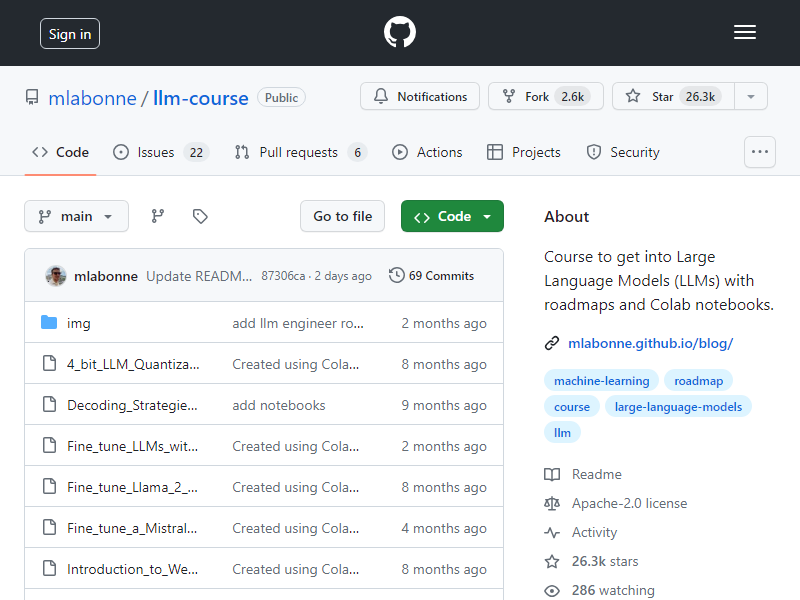 Sign in
mlabonne / llm-course Public
Notifications
Fork 2.6k
Star 26.3k
Code
Issues 22
Pull requests 6
Actions
Projects
Security
main
Go to file
Code
mlabonne Update READM... 87306ca · 2 days ago 69 Commits
img add llm engineer ro... 2 months ago
4_bit_LLM_Quantiza... Created using Cola... 8 months ago
Decoding_Strategie... add notebooks 9 months ago
Fine_tune_LLMs_wit... Created using Cola... 2 months ago
Fine_tune_Llama_2_... Created using Cola... 8 months ago
Fine_tune_a_Mistral... Created using Cola... 4 months ago
Introduction_to_We... Created using Cola... 8 months ago
About
Course to get into Large
Language Models (LLMs) with
roadmaps and Colab notebooks.
mlabonne.github.io/blog/
machine-learning roadmap
course large-language-models
llm
Readme
Apache-2.0 license
Activity
26.3k stars
286 watching